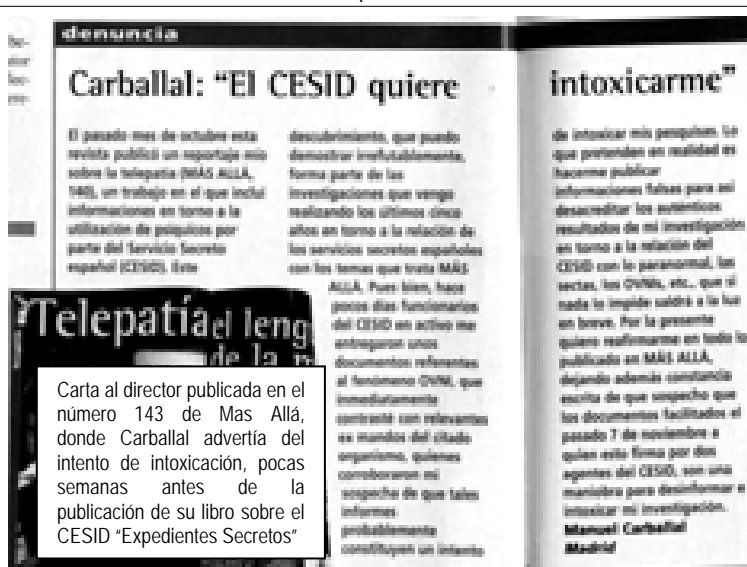 denuncia
Carballal: "El CESID quiere intoxicarme"
El pasado mes de octubre esta
revista publicó un reportaje mío
sobre la telepatía (MÁS ALLÁ,
140), un trabajo en el que incluí
informaciones en torno a la
utilización de psíquicos por
parte del Servicio Secreto
español (CESID). Este
descubrimiento, que puedo
demostrar irrefutablemente,
forma parte de las
investigaciones que vengo
realizando los últimos cinco
años en torno a la relación de
los servicios secretos españoles
con los temas que trata MÁS
ALLÁ. Pues bien, hace
pocos días funcionarios
del CESID en activo me
entregaron unos
documentos referentes
al fenómeno OVNI, que
inmediatamente
contrasté con relevantes
ex mandos del citado
organismo, quienes
corroboraron mi
sospecha de que tales
informes
probablemente
constituyen un intento
de intoxicar mis pesquisas. Lo
que pretenden en realidad es
hacerme publicar
informaciones falsas para así
desacreditar los auténticos
resultados de mi investigación
en torno a la relación del
CESID con lo paranormal, las
sectas, los OVNIs, etc., que si
nada lo impide saldrá a la luz
en breve. Por la presente
quiero reafirmarme en todo lo
publicado en MÁS ALLÁ,
dejando además constancia
escrita de que sospecho que
los documentos facilitados el
pasado 7 de noviembre a
quien esto firma por dos
agentes del CESID, son una
maniobra para desinformar e
intoxicar mi investigación.
Manuel Carballal
Madrid
Telepatía el leng
de la
Carta al director publicada en el
número 143 de Mas Allá,
donde Carballal advertía del
intento de intoxicación, pocas
semanas antes de la
publicación de su libro sobre el
CESID "Expedientes Secretos"